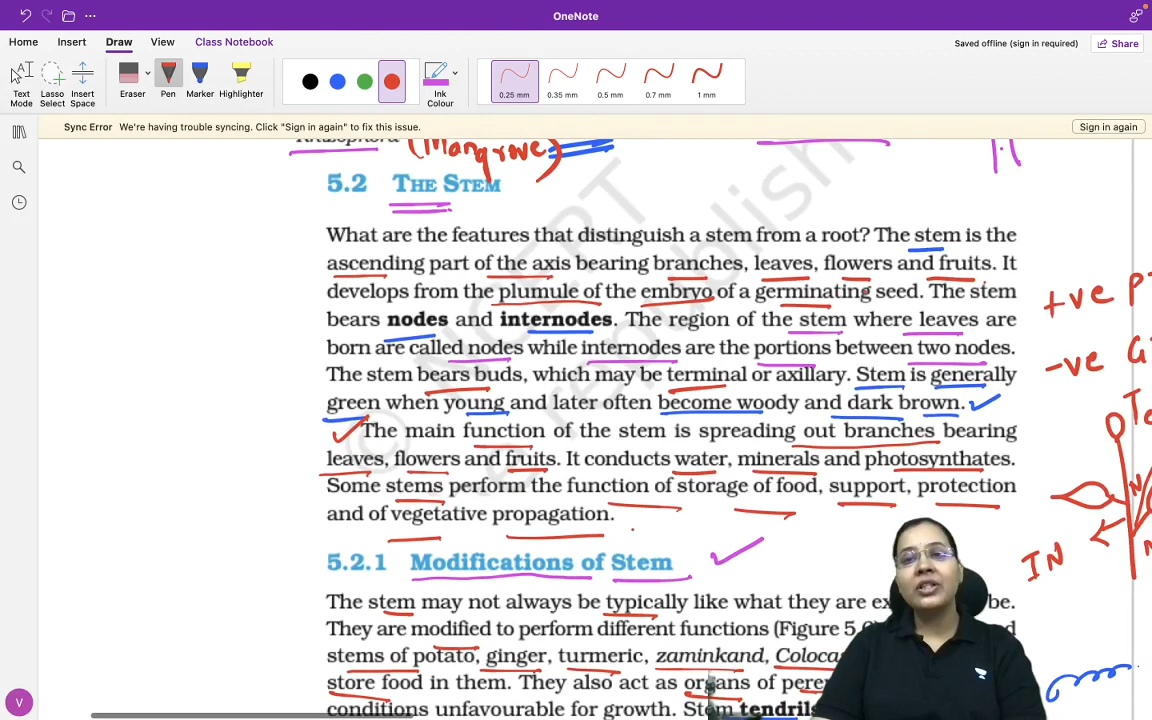 OneNote
Home Insert Draw View Class Notebook Saved offline (sign in required) Share
Text Mode Lasso Select Insert Space Eraser Pen Marker Highlighter Ink Colour 0.25 mm 0.35 mm 0.5 mm 0.7 mm 1 mm
Sync Error We're having trouble syncing. Click "Sign in again" to fix this issue. Sign in again
Rhizophora (Mangrove)
5.2 THE STEM
What are the features that distinguish a stem from a root? The stem is the
ascending part of the axis bearing branches, leaves, flowers and fruits. It
develops from the plumule of the embryo of a germinating seed. The stem
bears nodes and internodes. The region of the stem where leaves are
born are called nodes while internodes are the portions between two nodes.
The stem bears buds, which may be terminal or axillary. Stem is generally
green when young and later often become woody and dark brown.
The main function of the stem is spreading out branches bearing
leaves, flowers and fruits. It conducts water, minerals and photosynthates.
Some stems perform the function of storage of food, support, protection
and of vegetative propagation.
+ve
-ve G
N
IN
5.2.1 Modifications of Stem
The stem may not always be typically like what they are be.
They are modified to perform different functions (Figure 5
stems of potato, ginger, turmeric, zaminkand, Coloca
store food in them. They also act as organs of
conditions unfavourable for growth. Stem tendrils
© NCERT
republish
V